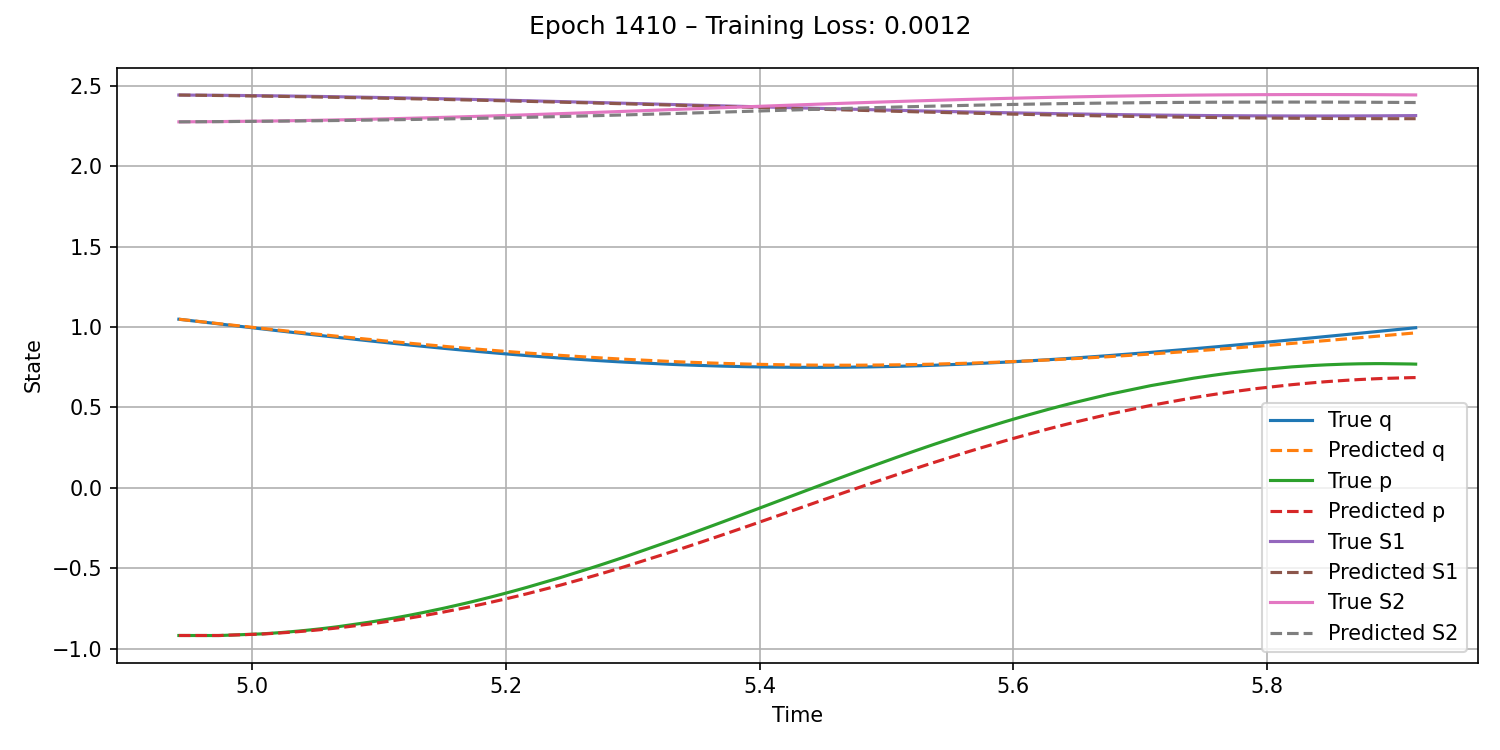 Epoch 1410 – Training Loss: 0.0012
State
2.5
2.0
1.5
1.0
0.5
0.0
−0.5
−1.0
5.0 5.2 5.4 5.6 5.8
Time
True q
Predicted q
True p
Predicted p
True S1
Predicted S1
True S2
Predicted S2